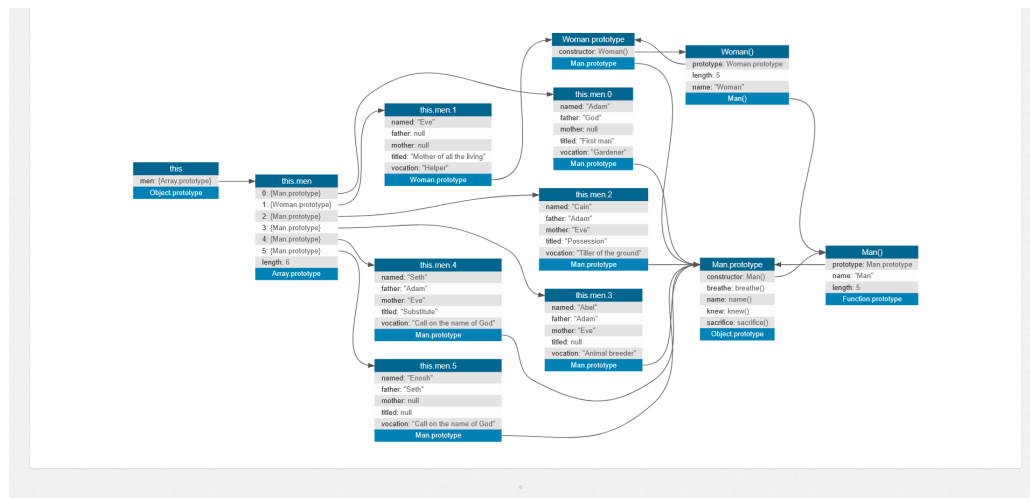 this
men: {Array.prototype}
Object.prototype
this.men
0: {Man.prototype}
1: {Woman.prototype}
2: {Man.prototype}
3: {Man.prototype}
4: {Man.prototype}
5: {Man.prototype}
length: 6
Array.prototype
this.men.1
named: "Eve"
father: null
mother: null
titled: "Mother of all the living"
vocation: "Helper"
Woman.prototype
this.men.4
named: "Seth"
father: "Adam"
mother: "Eve"
titled: "Substitute"
vocation: "Call on the name of God"
Man.prototype
this.men.5
named: "Enosh"
father: "Seth"
mother: null
titled: null
vocation: "Call on the name of God"
Man.prototype
Woman.prototype
constructor: Woman()
Man.prototype
this.men.0
named: "Adam"
father: "God"
mother: null
titled: "First man"
vocation: "Gardener"
Man.prototype
this.men.2
named: "Cain"
father: "Adam"
mother: "Eve"
titled: "Possession"
vocation: "Tiller of the ground"
Man.prototype
this.men.3
named: "Abel"
father: "Adam"
mother: "Eve"
titled: null
vocation: "Animal breeder"
Man.prototype
Woman()
prototype: Woman.prototype
length: 5
name: "Woman"
Man()
Man.prototype
constructor: Man()
breathe: breathe()
name: name()
knew: knew()
sacrifice: sacrifice()
Object.prototype
Man()
prototype: Man.prototype
name: "Man"
length: 5
Function.prototype